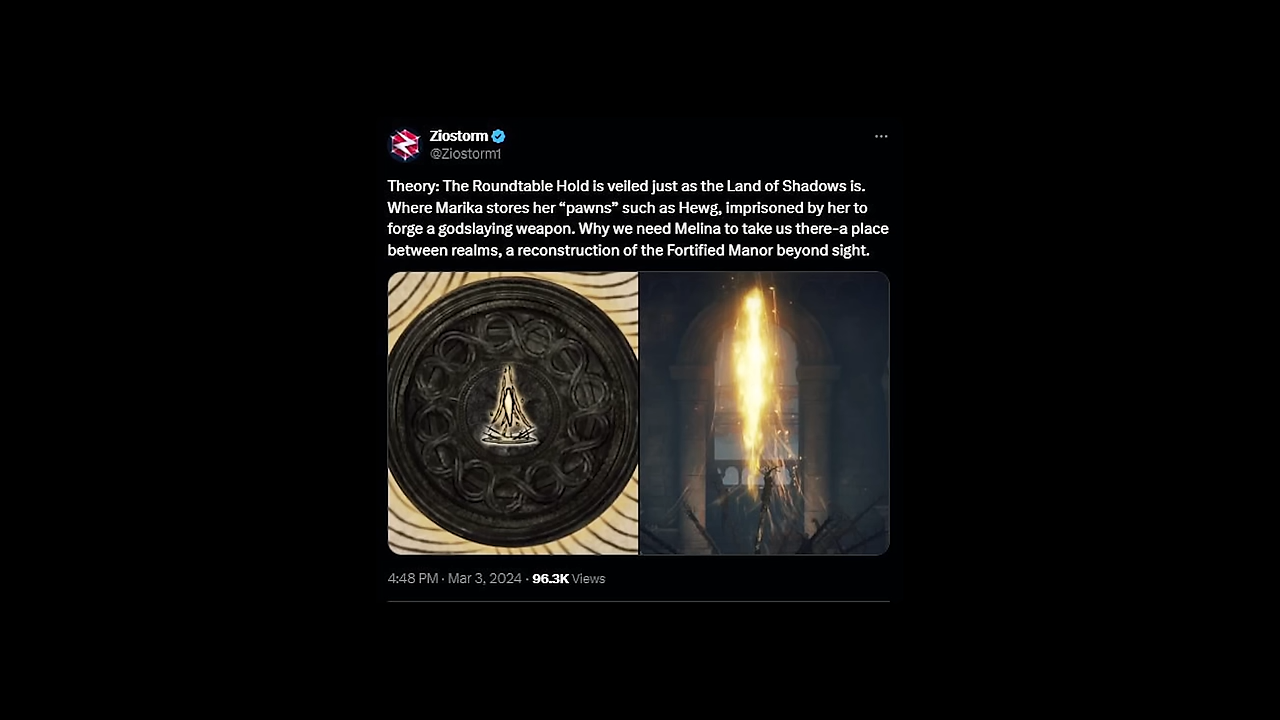 Ziostorm
@Ziostorm1
Theory: The Roundtable Hold is veiled just as the Land of Shadows is.
Where Marika stores her “pawns” such as Hewg, imprisoned by her to
forge a godslaying weapon. Why we need Melina to take us there-a place
between realms, a reconstruction of the Fortified Manor beyond sight.
4:48 PM · Mar 3, 2024 · 96.3K Views